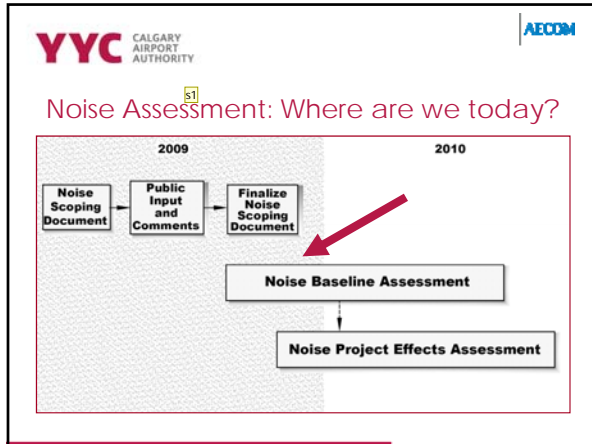 YYC CALGARY
AIRPORT
AUTHORITY
AECOM
s1
Noise Assessment: Where are we today?
2009
2010
Noise
Scoping
Document
Public
Input
and
Comments
Finalize
Noise
Scoping
Document
Noise Baseline Assessment
Noise Project Effects Assessment